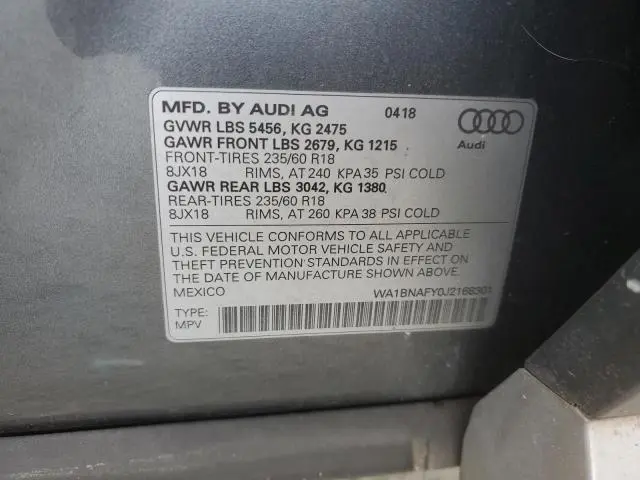 MFD. BY AUDI AG 0418
GVWR LBS 5456, KG 2475
GAWR FRONT LBS 2679, KG 1215
FRONT-TIRES 235/60 R18
8JX18 RIMS, AT 240 KPA 35 PSI COLD
GAWR REAR LBS 3042, KG 1380
REAR-TIRES 235/60 R18
8JX18 RIMS, AT 260 KPA 38 PSI COLD
Audi
THIS VEHICLE CONFORMS TO ALL APPLICABLE
U.S. FEDERAL MOTOR VEHICLE SAFETY AND
THEFT PREVENTION STANDARDS IN EFFECT ON
THE DATE OF MANUFACTURE SHOWN ABOVE.
MEXICO WA1BNAFY0J2168301
TYPE:
MPV